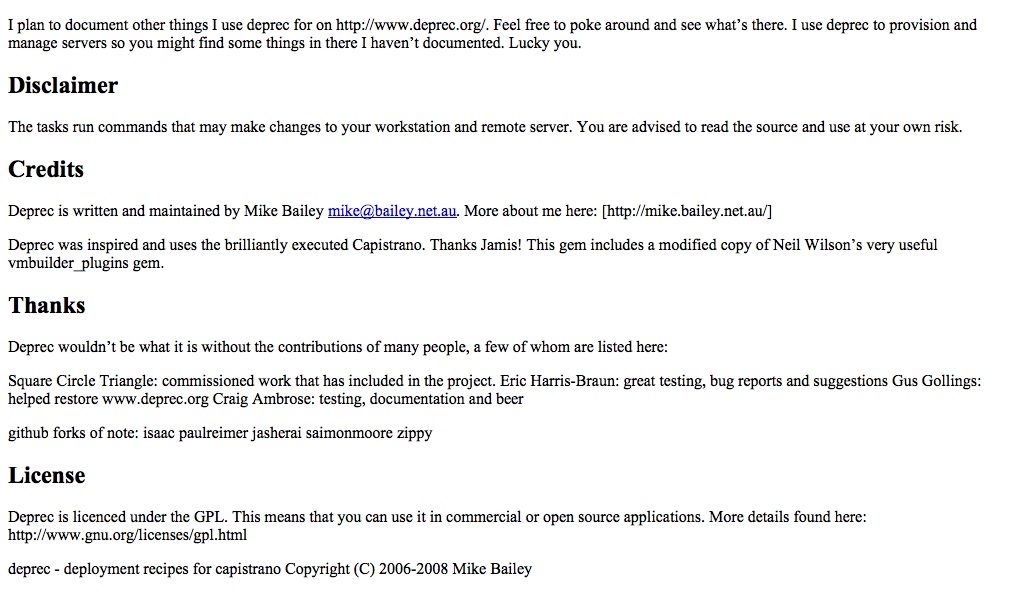 I plan to document other things I use deprec for on http://www.deprec.org/. Feel free to poke around and see what’s there. I use deprec to provision and
manage servers so you might find some things in there I haven’t documented. Lucky you.
Disclaimer
The tasks run commands that may make changes to your workstation and remote server. You are advised to read the source and use at your own risk.
Credits
Deprec is written and maintained by Mike Bailey mike@bailey.net.au. More about me here: [http://mike.bailey.net.au/]
Deprec was inspired and uses the brilliantly executed Capistrano. Thanks Jamis! This gem includes a modified copy of Neil Wilson’s very useful
vmbuilder_plugins gem.
Thanks
Deprec wouldn’t be what it is without the contributions of many people, a few of whom are listed here:
Square Circle Triangle: commissioned work that has included in the project. Eric Harris-Braun: great testing, bug reports and suggestions Gus Gollings:
helped restore www.deprec.org Craig Ambrose: testing, documentation and beer
github forks of note: isaac paulreimer jasherai saimonmoore zippy
License
Deprec is licenced under the GPL. This means that you can use it in commercial or open source applications. More details found here:
http://www.gnu.org/licenses/gpl.html
deprec - deployment recipes for capistrano Copyright (C) 2006-2008 Mike Bailey